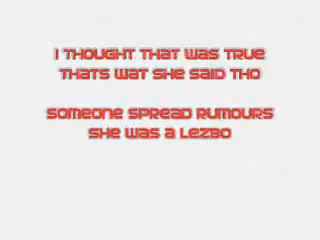 I THOUGHT THAT WAS TRUE
THATS WAT SHE SAID THO
SOMEONE SPREAD RUMOURS
SHE WAS A LEZBO